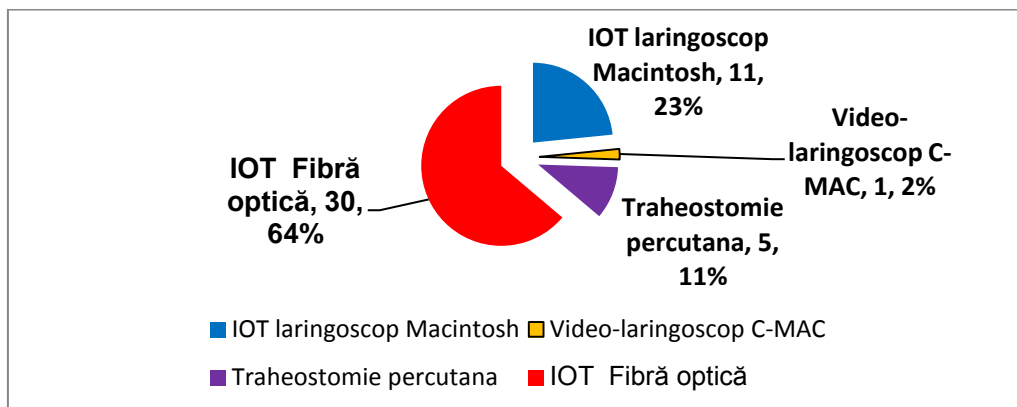 IOT laringoscop
Macintosh, 11,
23%
Video-
laringoscop C-
MAC, 1, 2%
IOT  Fibră
optică, 30,
64%
Traheostomie
percutana, 5,
11%
IOT laringoscop Macintosh
Video-laringoscop C-MAC
Traheostomie percutana
IOT  Fibră optică